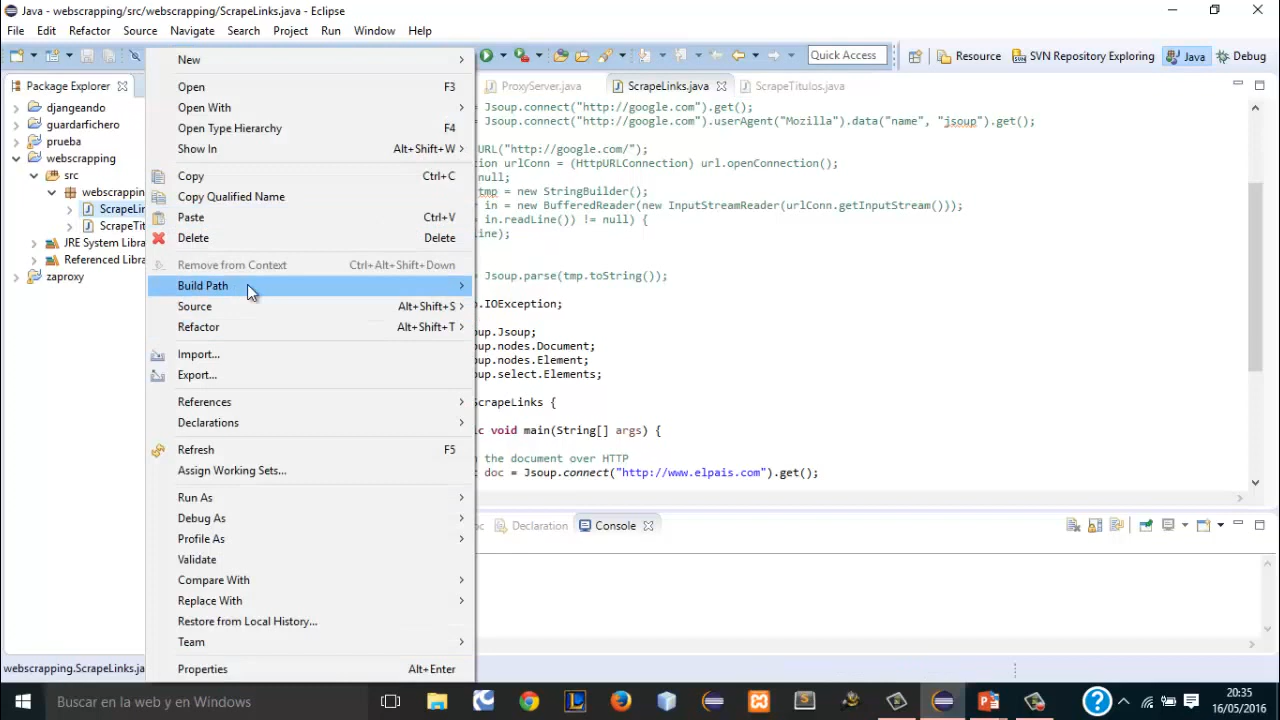 Java - webscrapping/src/webscrapping/ScrapeLinks.java - Eclipse
File Edit Refactor Source Navigate Search Project Run Window Help
Quick Access Resource SVN Repository Exploring Java Debug
Package Explorer
djangeando
guardarfichero
prueba
webscrapping
src
webscrapping
ScrapeLin
ScrapeTit
JRE System Libra
Referenced Libra
zaproxy
New
Open F3
Open With
Open Type Hierarchy F4
Show In Alt+Shift+W
Copy Ctrl+C
Copy Qualified Name
Paste Ctrl+V
Delete Delete
Remove from Context Ctrl+Alt+Shift+Down
Build Path
Source Alt+Shift+S
Refactor Alt+Shift+T
Import...
Export...
References
Declarations
Refresh F5
Assign Working Sets...
Run As
Debug As
Profile As
Validate
Compare With
Replace With
Restore from Local History...
Team
Properties Alt+Enter
ProxyServer.java ScrapeLinks.java ScrapeTitulos.java
= Jsoup.connect("http://google.com").get();
= Jsoup.connect("http://google.com").userAgent("Mozilla").data("name", "jsoup").get();
URL("http://google.com/");
ion urlConn = (HttpURLConnection) url.openConnection();
null;
tmp = new StringBuilder();
r in = new BufferedReader(new InputStreamReader(urlConn.getInputStream()));
= in.readLine()) != null) {
line);
= Jsoup.parse(tmp.toString());
.IOException;
oup.Jsoup;
oup.nodes.Document;
oup.nodes.Element;
oup.select.Elements;
ScrapeLinks {
c void main(String[] args) {
the document over HTTP
t doc = Jsoup.connect("http://www.elpais.com").get();
oc Declaration Console
webscrapping.ScrapeLinks.ja
Buscar en la web y en Windows
20:35
16/05/2016